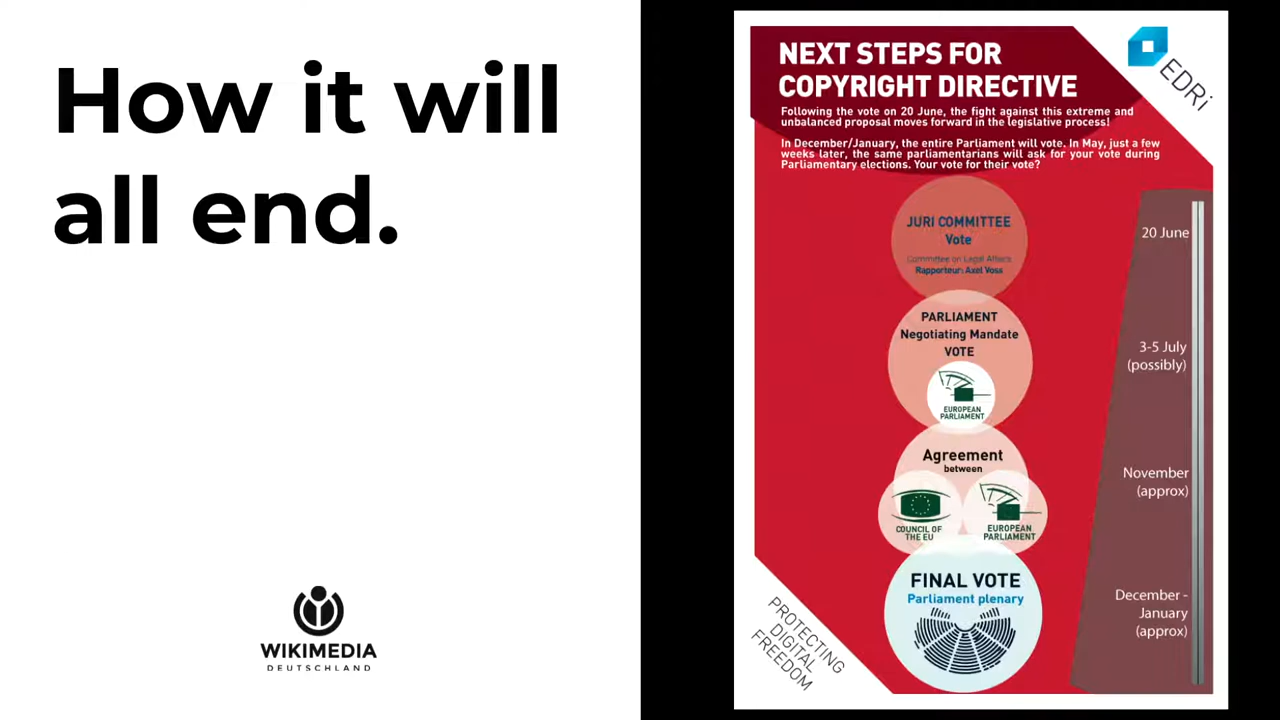 How it will
all end.
WIKIMEDIA
DEUTSCHLAND
NEXT STEPS FOR
COPYRIGHT DIRECTIVE
Following the vote on 20 June, the fight against this extreme and
unbalanced proposal moves forward in the legislative process!
In December/January, the entire Parliament will vote. In May, just a few
weeks later, the same parliamentarians will ask for your vote during
Parliamentary elections. Your vote for their vote?
EDRi
JURI COMMITTEE
Vote
Committee on Legal Affairs
Rapporteur: Axel Voss
20 June
PARLIAMENT
Negotiating Mandate
VOTE
EUROPEAN
PARLIAMENT
3-5 July
(possibly)
Agreement
between
COUNCIL OF
THE EU
EUROPEAN
PARLIAMENT
November
(approx)
FINAL VOTE
Parliament plenary
December -
January
(approx)
PROTECTING
DIGITAL
FREEDOM